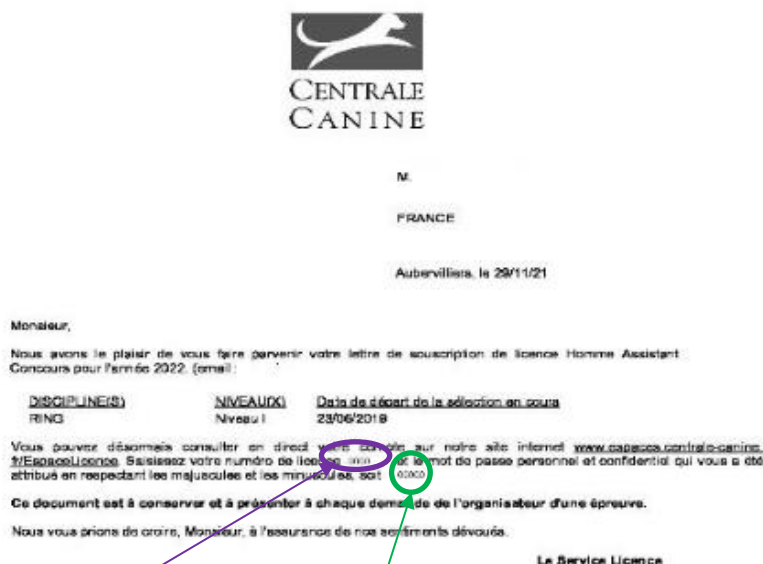 CENTRALE
CANINE
M.
FRANCE
Aubervilliers, le 29/11/21
Monsieur,
Nous avons le plaisir de vous faire parvenir votre lettre de souscription de licence Homme Assistant
Concours pour l'année 2022. (email :
DISCIPLINE(S) NIVEAU(X) Date de départ de la sélection en cours
RING Niveau I 23/06/2019
Vous pouvez désormais consulter en direct votre compte sur notre site internet www.espaces.centrale-canine.
fr/EspaceLicence. Saisissez votre numéro de licence et le mot de passe personnel et confidentiel qui vous a été
attribué en respectant les majuscules et les minuscules, soit
Ce document est à conserver et à présenter à chaque demande de l'organisateur d'une épreuve.
Nous vous prions de croire, Monsieur, à l'assurance de nos sentiments dévoués.
Le Service Licence